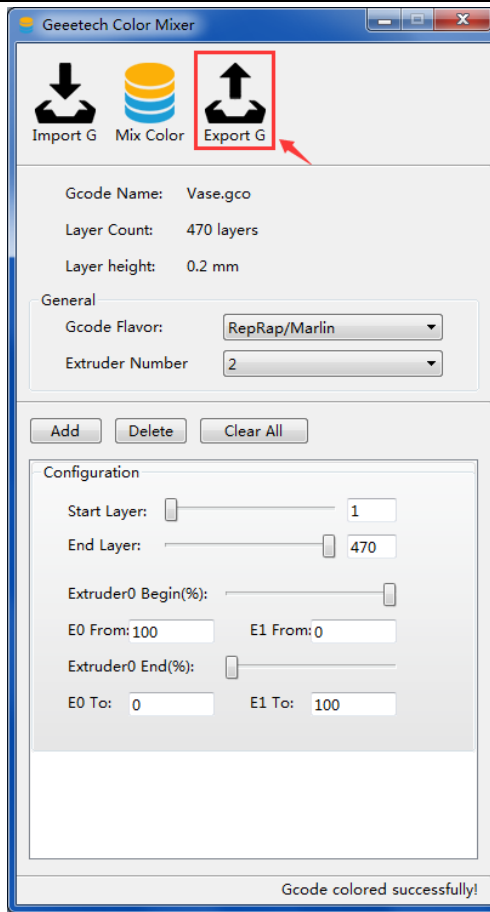 Geeetech Color Mixer
Import G Mix Color Export G
Gcode Name: Vase.gco
Layer Count: 470 layers
Layer height: 0.2 mm
General
Gcode Flavor: RepRap/Marlin
Extruder Number 2
Add Delete Clear All
Configuration
Start Layer: 1
End Layer: 470
Extruder0 Begin(%):
E0 From: 100 E1 From: 0
Extruder0 End(%):
E0 To: 0 E1 To: 100
Gcode colored successfully!